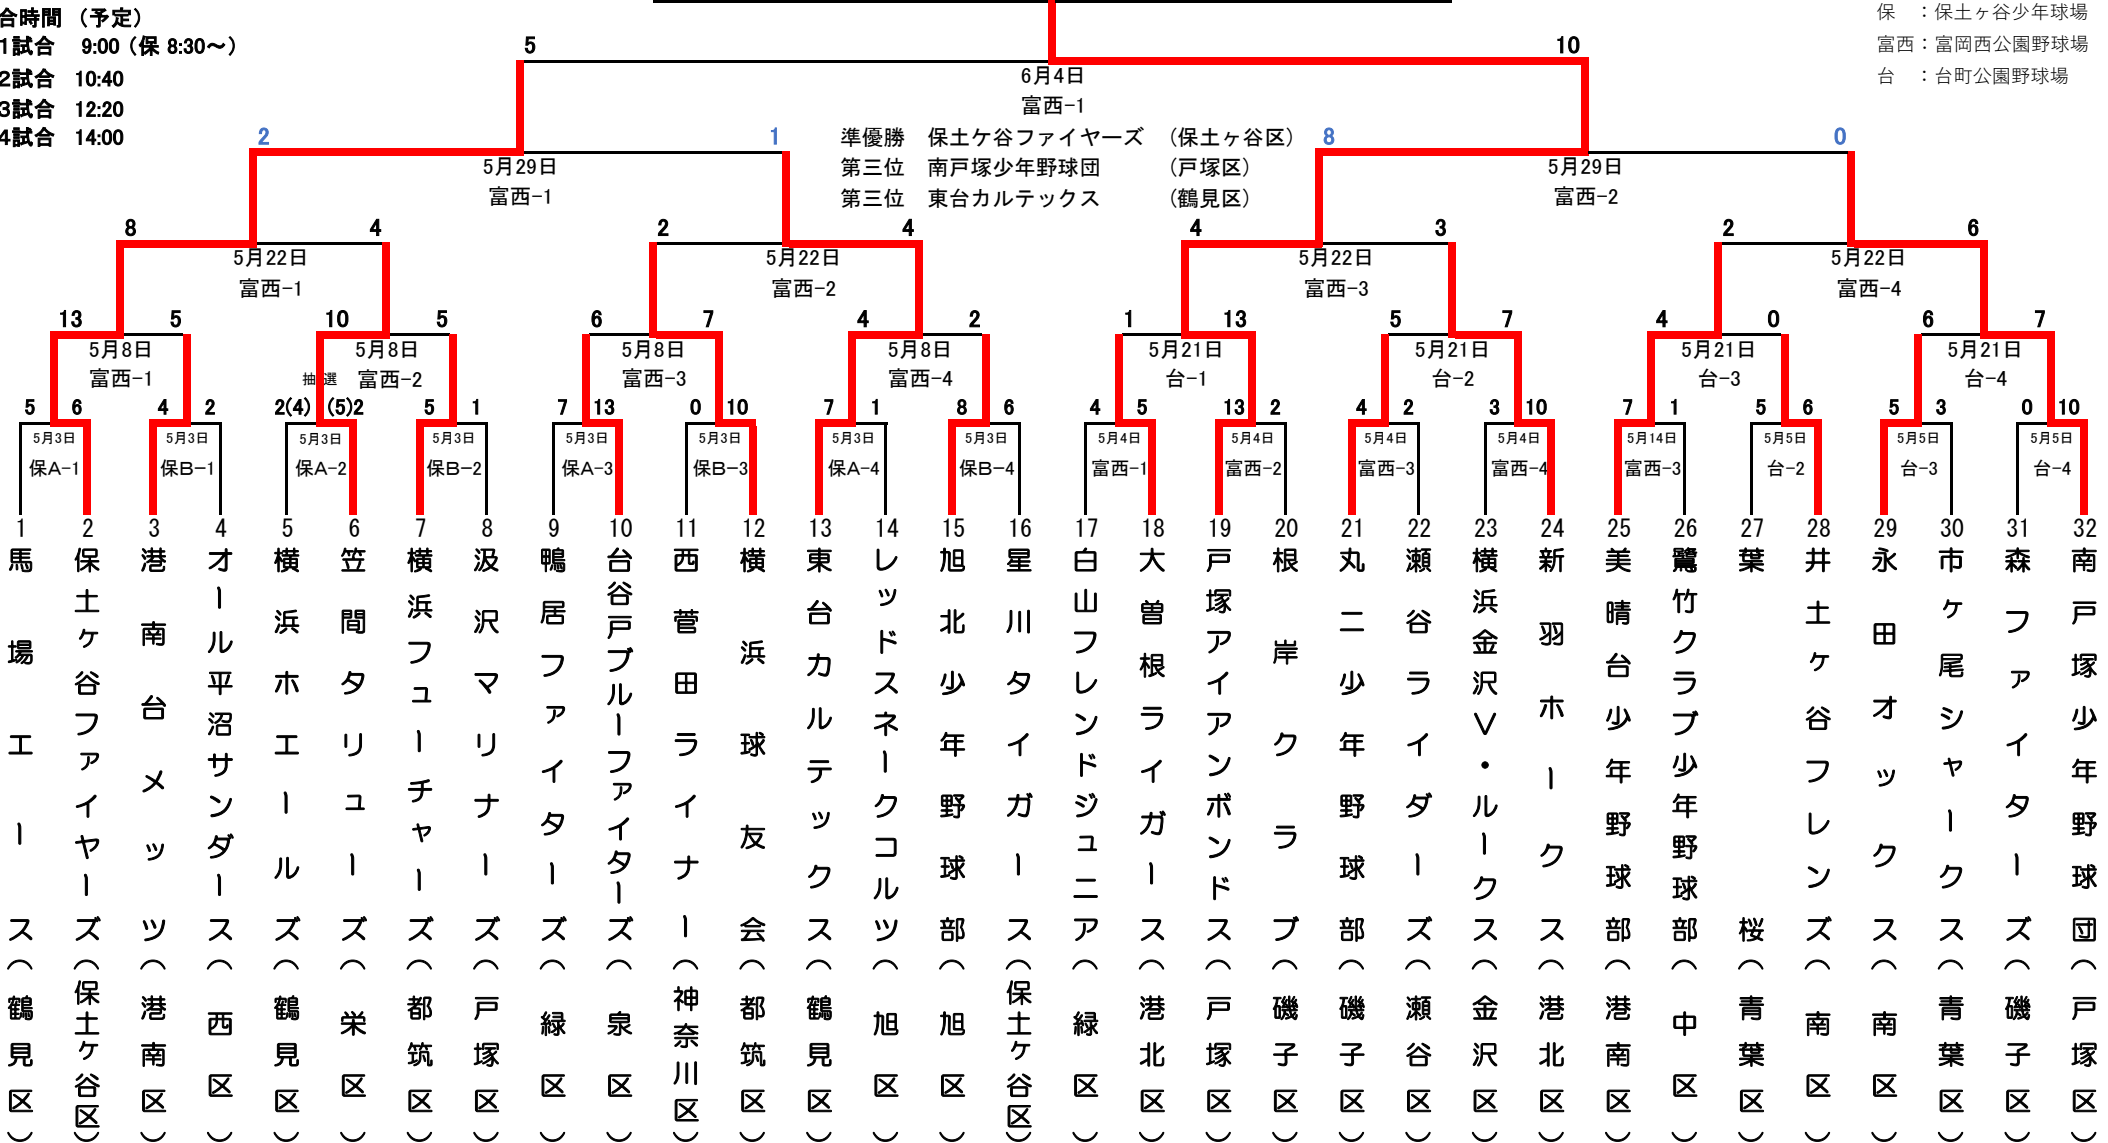 合時間 （予定）
1試合 9:00（保 8:30～）
2試合 10:40
3試合 12:20
4試合 14:00
保 ：保土ヶ谷少年球場
富西：富岡西公園野球場
台 ：台町公園野球場
5 10
6月4日
富西-1
2 1 8 0
5月29日 5月29日
富西-1 富西-2
準優勝 保土ケ谷ファイヤーズ （保土ヶ谷区）
第三位 南戸塚少年野球団 （戸塚区）
第三位 東台カルテックス （鶴見区）
8 4 2 4 4 3 2 6
5月22日 5月22日 5月22日 5月22日
富西-1 富西-2 富西-3 富西-4
13 5 10 5 6 7 4 2 1 13 5 7 4 0 6 7
5月8日 5月8日 5月8日 5月8日 5月21日 5月21日 5月21日 5月21日
富西-1 抽選 富西-2 富西-3 富西-4 台-1 台-2 台-3 台-4
5 6 4 2 2(4) (5)2 5 1 7 13 0 10 7 1 8 6 4 5 13 2 4 2 3 10 7 1 5 6 5 3 0 10
5月3日 5月3日 5月3日 5月3日 5月3日 5月3日 5月3日 5月3日 5月4日 5月4日 5月4日 5月4日 5月14日 5月5日 5月5日 5月5日
保A-1 保B-1 保A-2 保B-2 保A-3 保B-3 保A-4 保B-4 富西-1 富西-2 富西-3 富西-4 富西-3 台-2 台-3 台-4
1 2 3 4 5 6 7 8 9 10 11 12 13 14 15 16 17 18 19 20 21 22 23 24 25 26 27 28 29 30 31 32
馬場エース（鶴見区）
保土ヶ谷ファイヤーズ（保土ヶ谷区）
港南台メッツ（港南区）
オール平沼サンダース（西区）
横浜ホエールズ（鶴見区）
笠間タリューズ（栄区）
横浜フューチャーズ（都筑区）
汲沢マリナーズ（戸塚区）
鴨居ファイターズ（緑区）
台谷戸ブルーファイターズ（泉区）
西菅田ライナー（神奈川区）
横浜球友会（都筑区）
東台カルテックス（鶴見区）
レッドスネークコルツ（旭区）
旭北少年野球部（旭区）
星川タイガース（保土ヶ谷区）
白山フレンドジュニア（緑区）
大曽根ライガース（港北区）
戸塚アイアンボンドス（戸塚区）
根岸クラブ（磯子区）
丸二少年野球部（磯子区）
瀬谷ライダーズ（瀬谷区）
横浜金沢V・ルークス（金沢区）
新羽ホークス（港北区）
美晴台少年野球部（港南区）
鷺竹クラブ少年野球部（中区）
葉桜（青葉区）
井土ヶ谷フレンズ（南区）
永田オックス（南区）
市ヶ尾シャークス（青葉区）
森ファイターズ（磯子区）
南戸塚少年野球団（戸塚区）